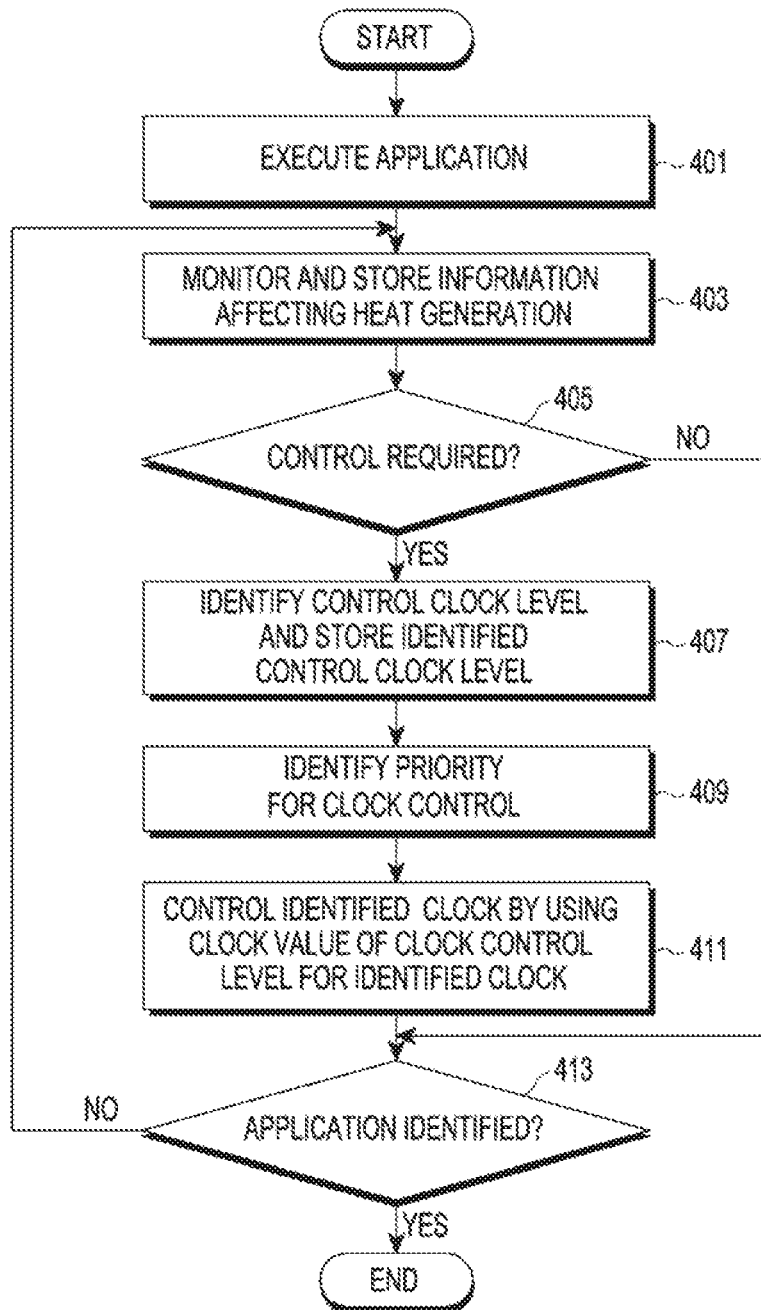 START
EXECUTE APPLICATION
401
MONITOR AND STORE INFORMATION
AFFECTING HEAT GENERATION
403
405
CONTROL REQUIRED?
NO
YES
IDENTIFY CONTROL CLOCK LEVEL
AND STORE IDENTIFIED
CONTROL CLOCK LEVEL
407
IDENTIFY PRIORITY
FOR CLOCK CONTROL
409
CONTROL IDENTIFIED CLOCK BY USING
CLOCK VALUE OF CLOCK CONTROL
LEVEL FOR IDENTIFIED CLOCK
411
413
NO
APPLICATION IDENTIFIED?
YES
END